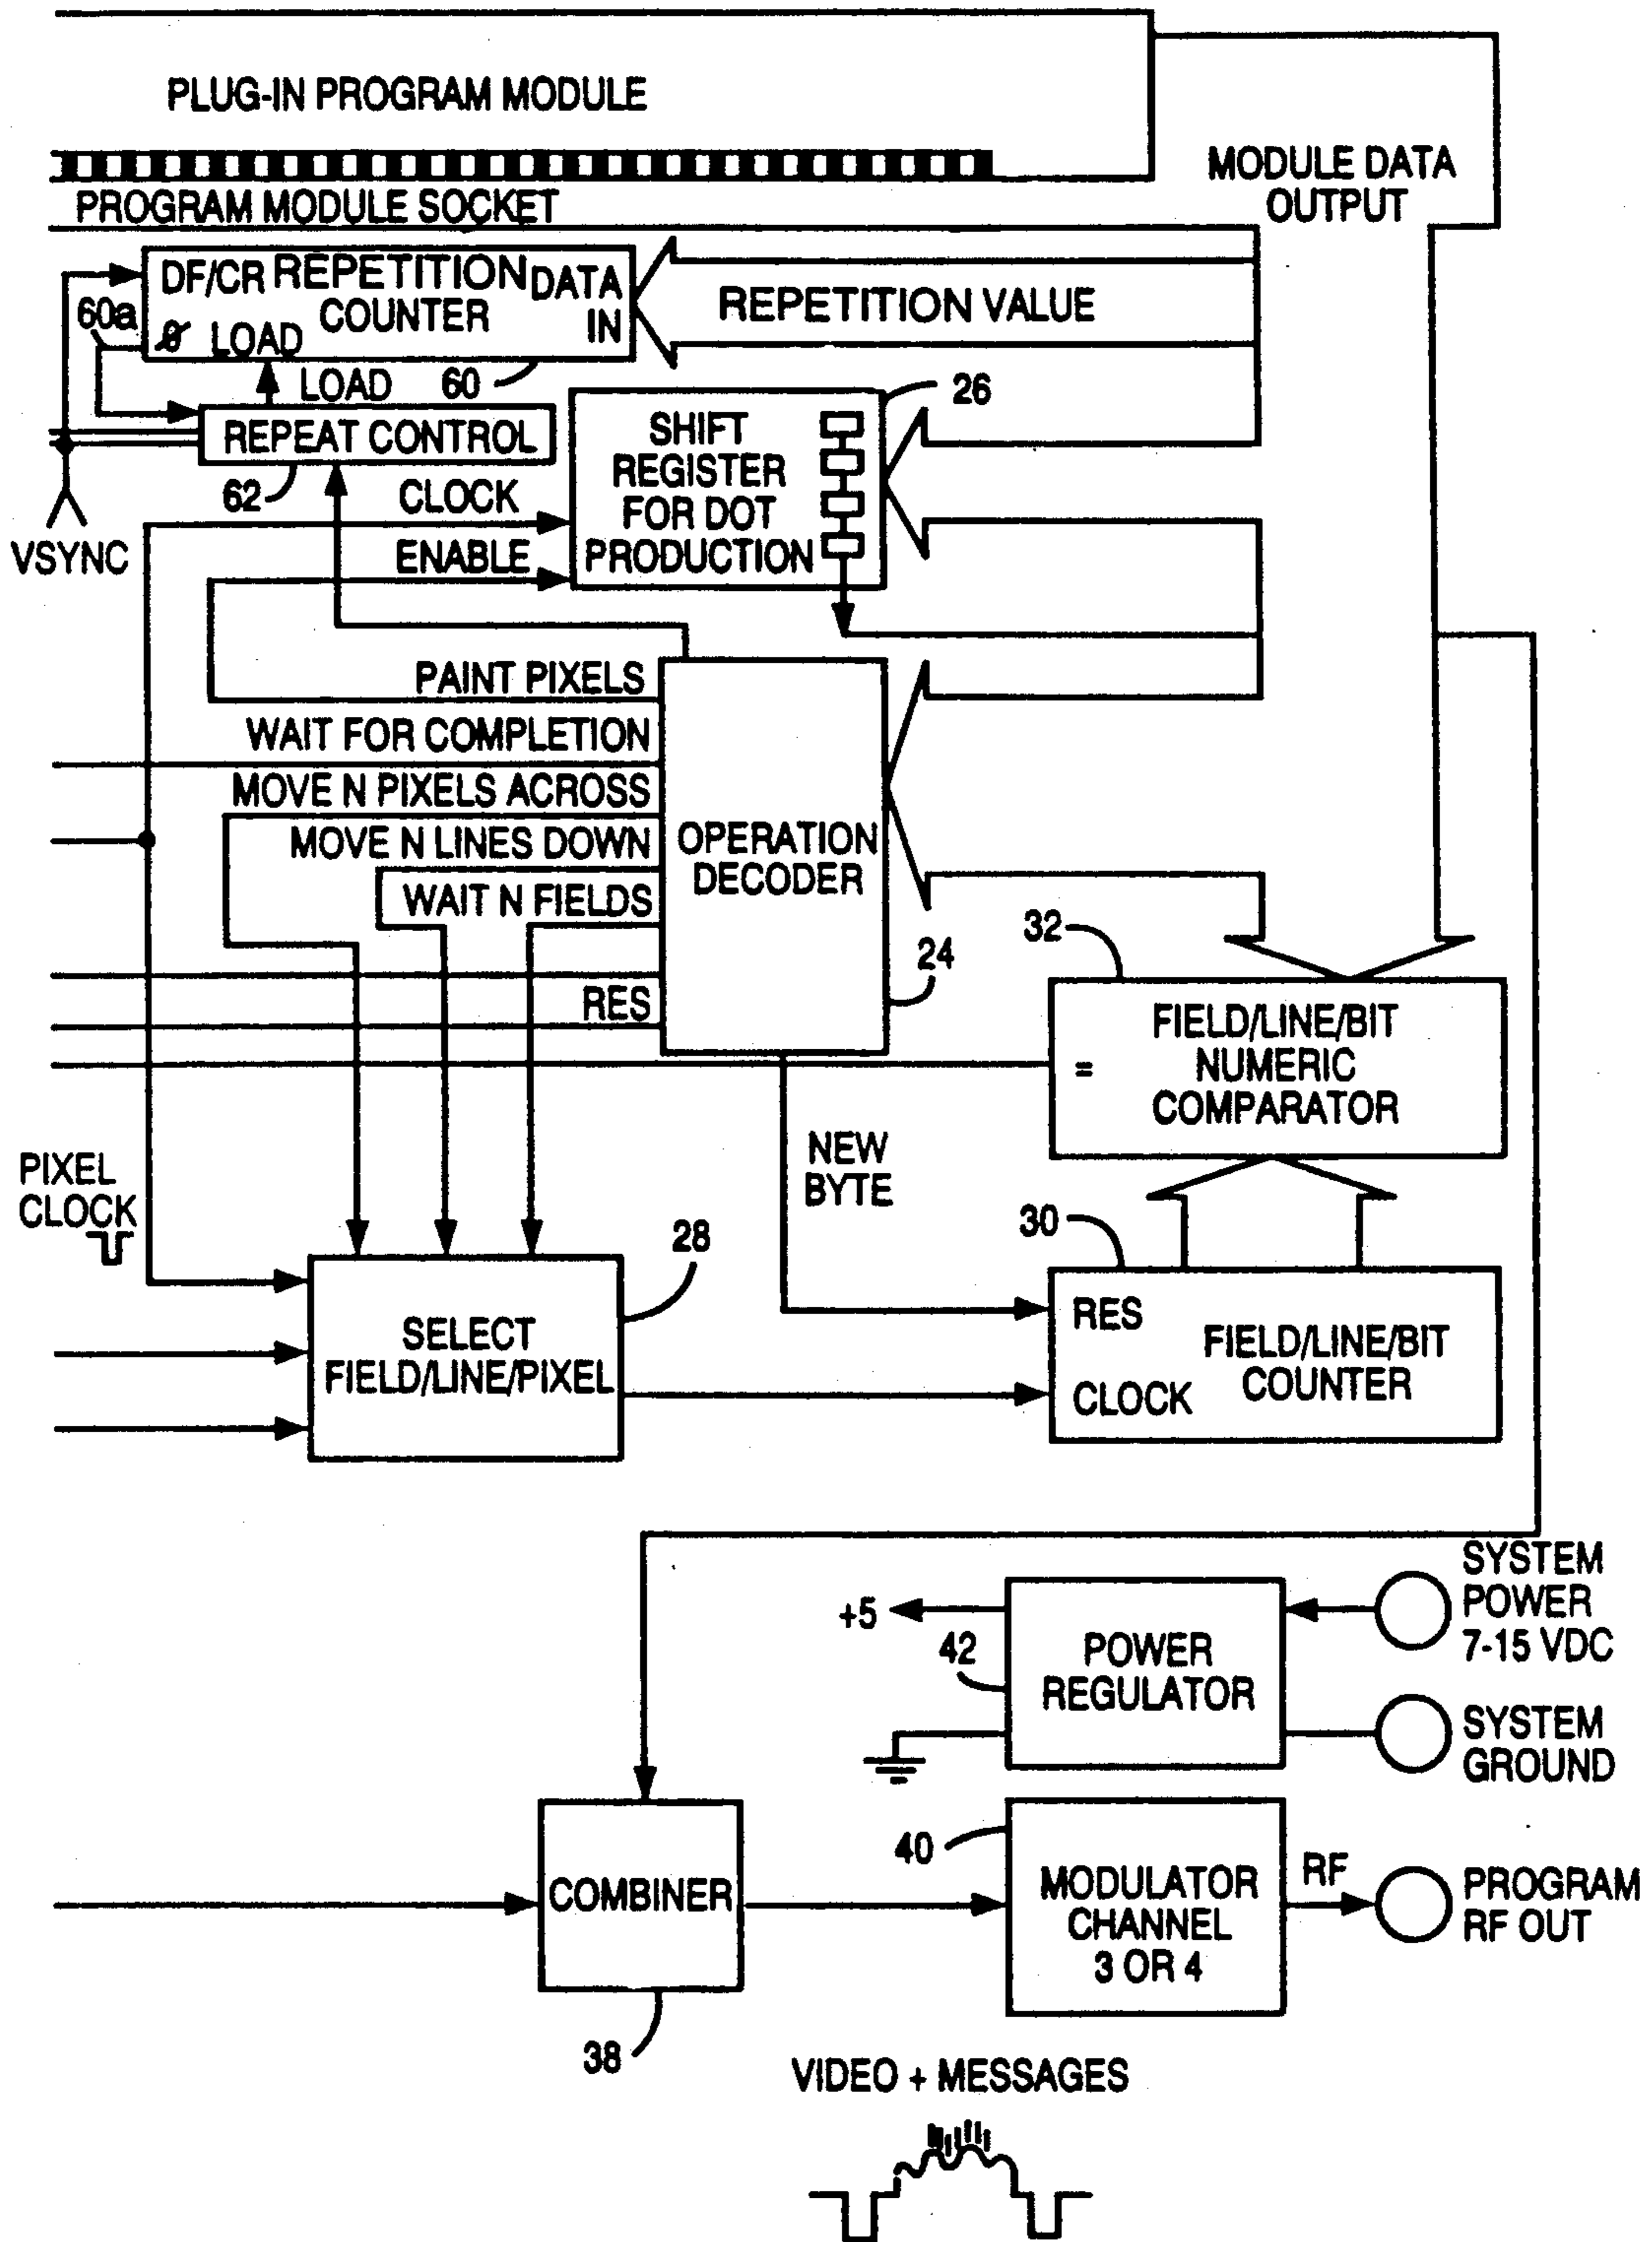 PLUG-IN PROGRAM MODULE
MODULE DATA
OUTPUT
PROGRAM MODULE SOCKET
DF/CR REPETITION
COUNTER
DATA
IN
0 LOAD
REPETITION VALUE
60a
LOAD
60
REPEAT CONTROL
62
26
SHIFT
REGISTER
FOR DOT
PRODUCTION
CLOCK
ENABLE
VSYNC
PAINT PIXELS
WAIT FOR COMPLETION
MOVE N PIXELS ACROSS
MOVE N LINES DOWN
WAIT N FIELDS
RES
OPERATION
DECODER
24
32
FIELD/LINE/BIT
NUMERIC
COMPARATOR
=
NEW
BYTE
PIXEL
CLOCK
28
SELECT
FIELD/LINE/PIXEL
30
RES
FIELD/LINE/BIT
COUNTER
CLOCK
+5
42
POWER
REGULATOR
SYSTEM
POWER
7-15 VDC
SYSTEM
GROUND
COMBINER
38
40
MODULATOR
CHANNEL
3 OR 4
RF
PROGRAM
RF OUT
VIDEO + MESSAGES